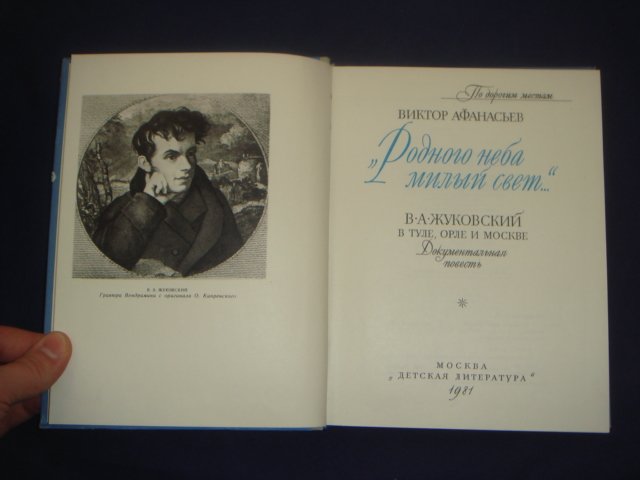 В. А. ЖУКОВСКИЙ
Гравюра Вендрамини с оригинала О. Кипренского
По дорогим местам
ВИКТОР АФАНАСЬЕВ
„Родного неба
милый свет...“
В·А·ЖУКОВСКИЙ
В ТУЛЕ, ОРЛЕ И МОСКВЕ
Документальная
повесть
*
МОСКВА
„ДЕТСКАЯ ЛИТЕРАТУРА“
1981